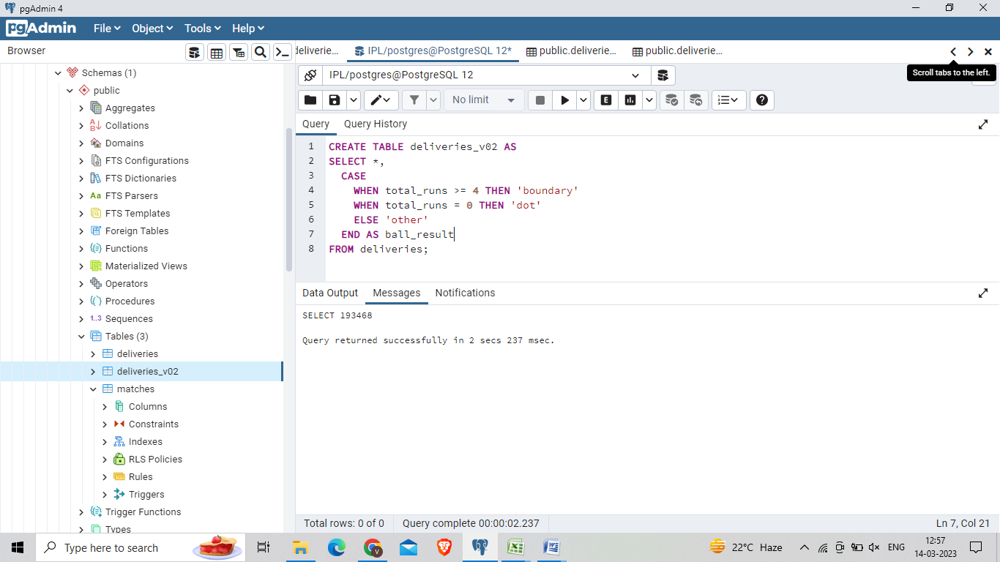 pgAdmin 4
pgAdmin
File Object Tools Help
Browser
deliverie... IPL/postgres@PostgreSQL 12* public.deliverie... public.deliverie...
Scroll tabs to the left.
IPL/postgres@PostgreSQL 12
No limit
E
Query Query History
1 CREATE TABLE deliveries_v02 AS
2 SELECT *,
3 CASE
4 WHEN total_runs >= 4 THEN 'boundary'
5 WHEN total_runs = 0 THEN 'dot'
6 ELSE 'other'
7 END AS ball_result
8 FROM deliveries;
Data Output Messages Notifications
SELECT 193468
Query returned successfully in 2 secs 237 msec.
Total rows: 0 of 0 Query complete 00:00:02.237 Ln 7, Col 21
Schemas (1)
public
Aggregates
Collations
Domains
FTS Configurations
FTS Dictionaries
Aa FTS Parsers
FTS Templates
Foreign Tables
Functions
Materialized Views
Operators
Procedures
1..3 Sequences
Tables (3)
deliveries
deliveries_v02
matches
Columns
Constraints
Indexes
RLS Policies
Rules
Triggers
Trigger Functions
Types
Type here to search
22°C Haze
ENG
12:57
14-03-2023